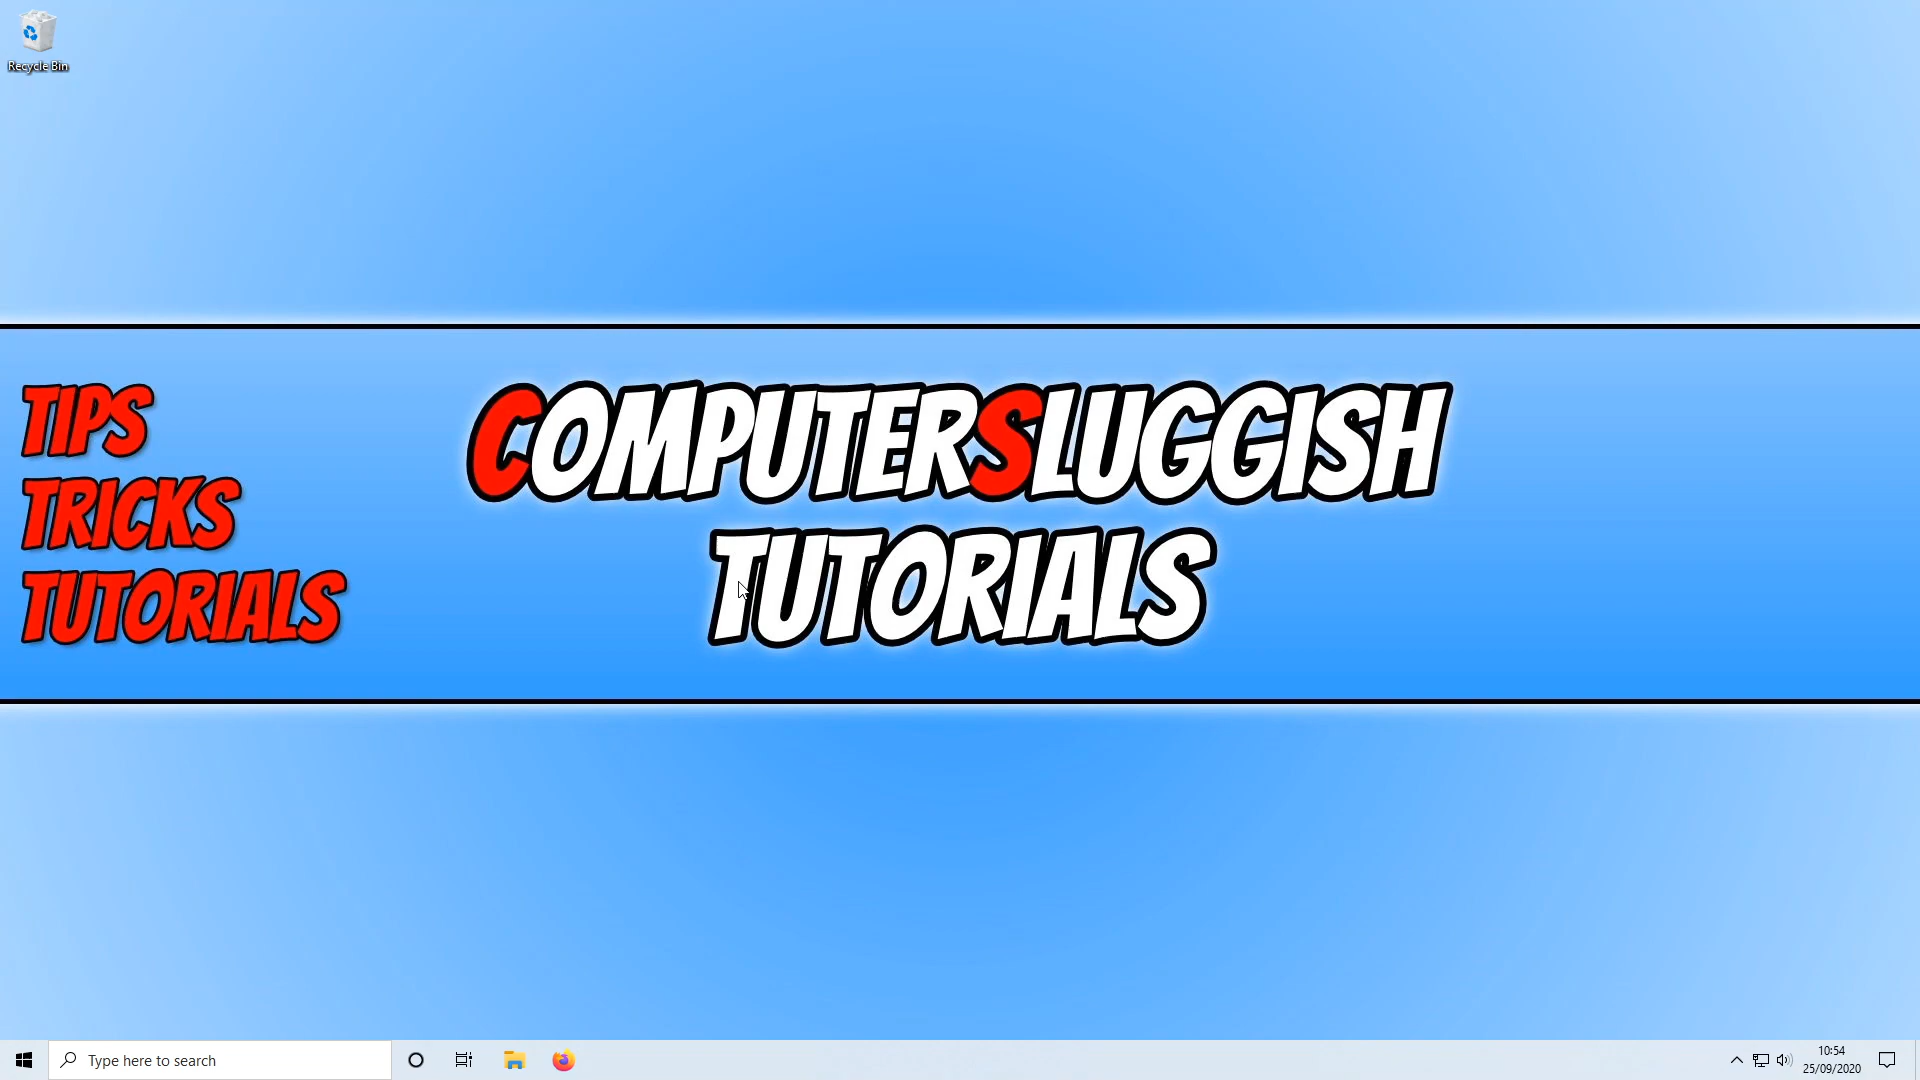 Recycle Bin
TIPS
TRICKS
TUTORIALS
COMPUTERSLUGGISH
TUTORIALS
Type here to search
10:54
25/09/2020